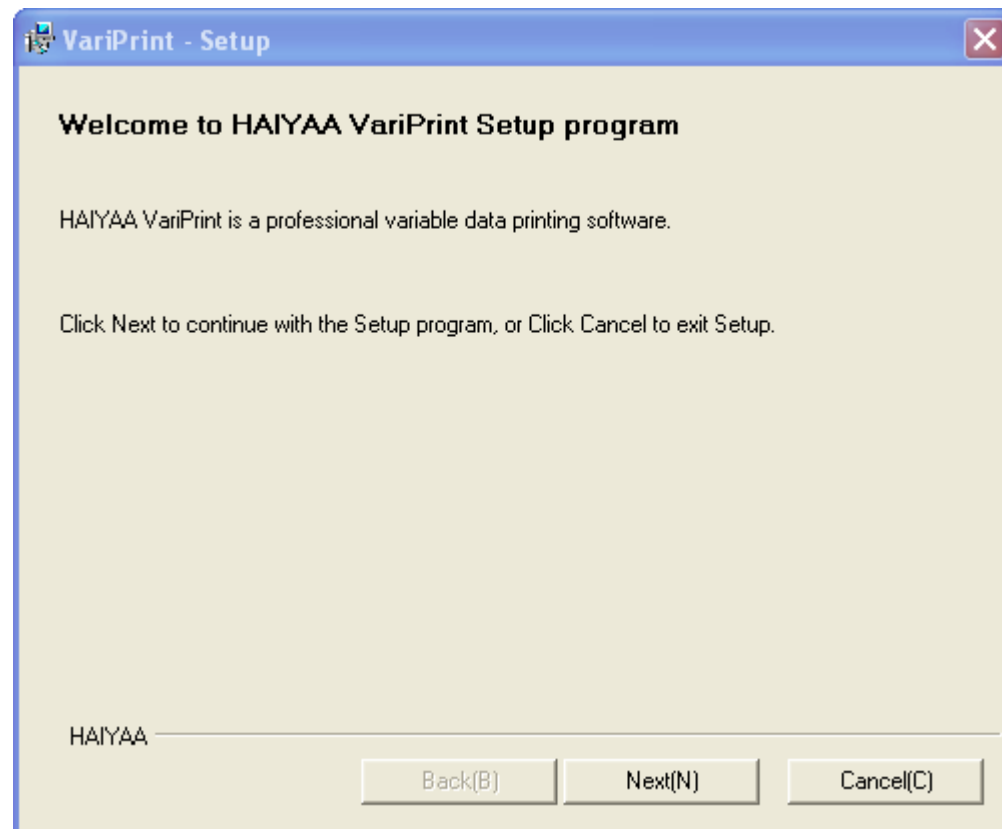 VariPrint - Setup
Welcome to HAIYAA VariPrint Setup program
HAIYAA VariPrint is a professional variable data printing software.
Click Next to continue with the Setup program, or Click Cancel to exit Setup.
HAIYAA
Back(B) Next(N) Cancel(C)